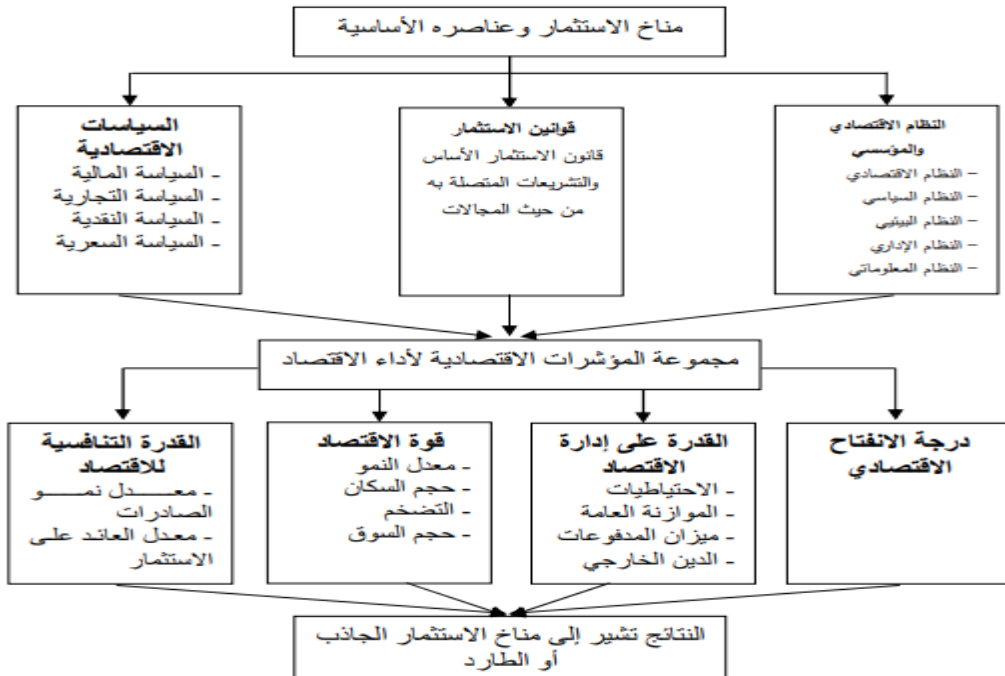 مناخ الاستثمار وعناصره الأساسية
النظام الاقتصادي
والمؤسسي
– النظام الاقتصادي
– النظام السياسي
– النظام البيئيي
– النظام الإداري
– النظام المعلوماتي
قوانين الاستثمار
قانون الاستثمار الأساس
والتشريعات المتصلة به
من حيث المجالات
السياسات
الاقتصادية
- السياسة المالية
- السياسة التجارية
- السياسة النقدية
- السياسة السعرية
مجموعة المؤشرات الاقتصادية لأداء الاقتصاد
درجة الانفتاح
الاقتصادي
القدرة على إدارة
الاقتصاد
- الاحتياطيات
- الموازنة العامة
- ميزان المدفوعات
- الدين الخارجي
قوة الاقتصاد
- معدل النمو
- حجم السكان
- التضخم
- حجم السوق
القدرة التنافسية
للاقتصاد
- معـــــدل نمـــــو
الصادرات
- معدل العائد علـى
الاستثمار
النتائج تشير إلى مناخ الاستثمار الجاذب
أو الطارد